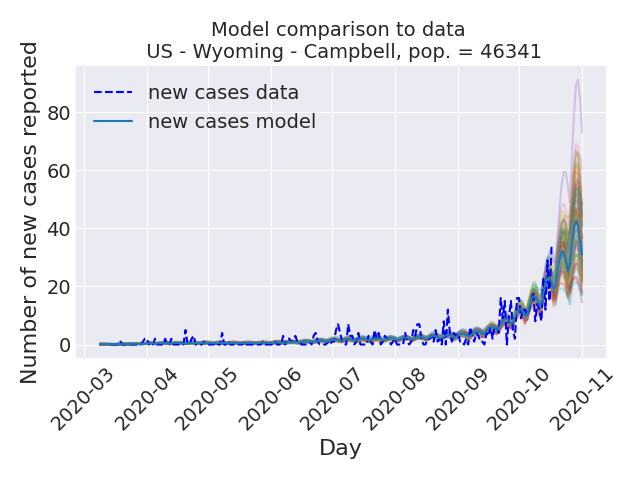 Model comparison to data
US - Wyoming - Campbell, pop. = 46341
Number of new cases reported
new cases data
new cases model
80
60
40
20
0
2020-03
2020-04
2020-05
2020-06
2020-07
2020-08
2020-09
2020-10
2020-11
Day